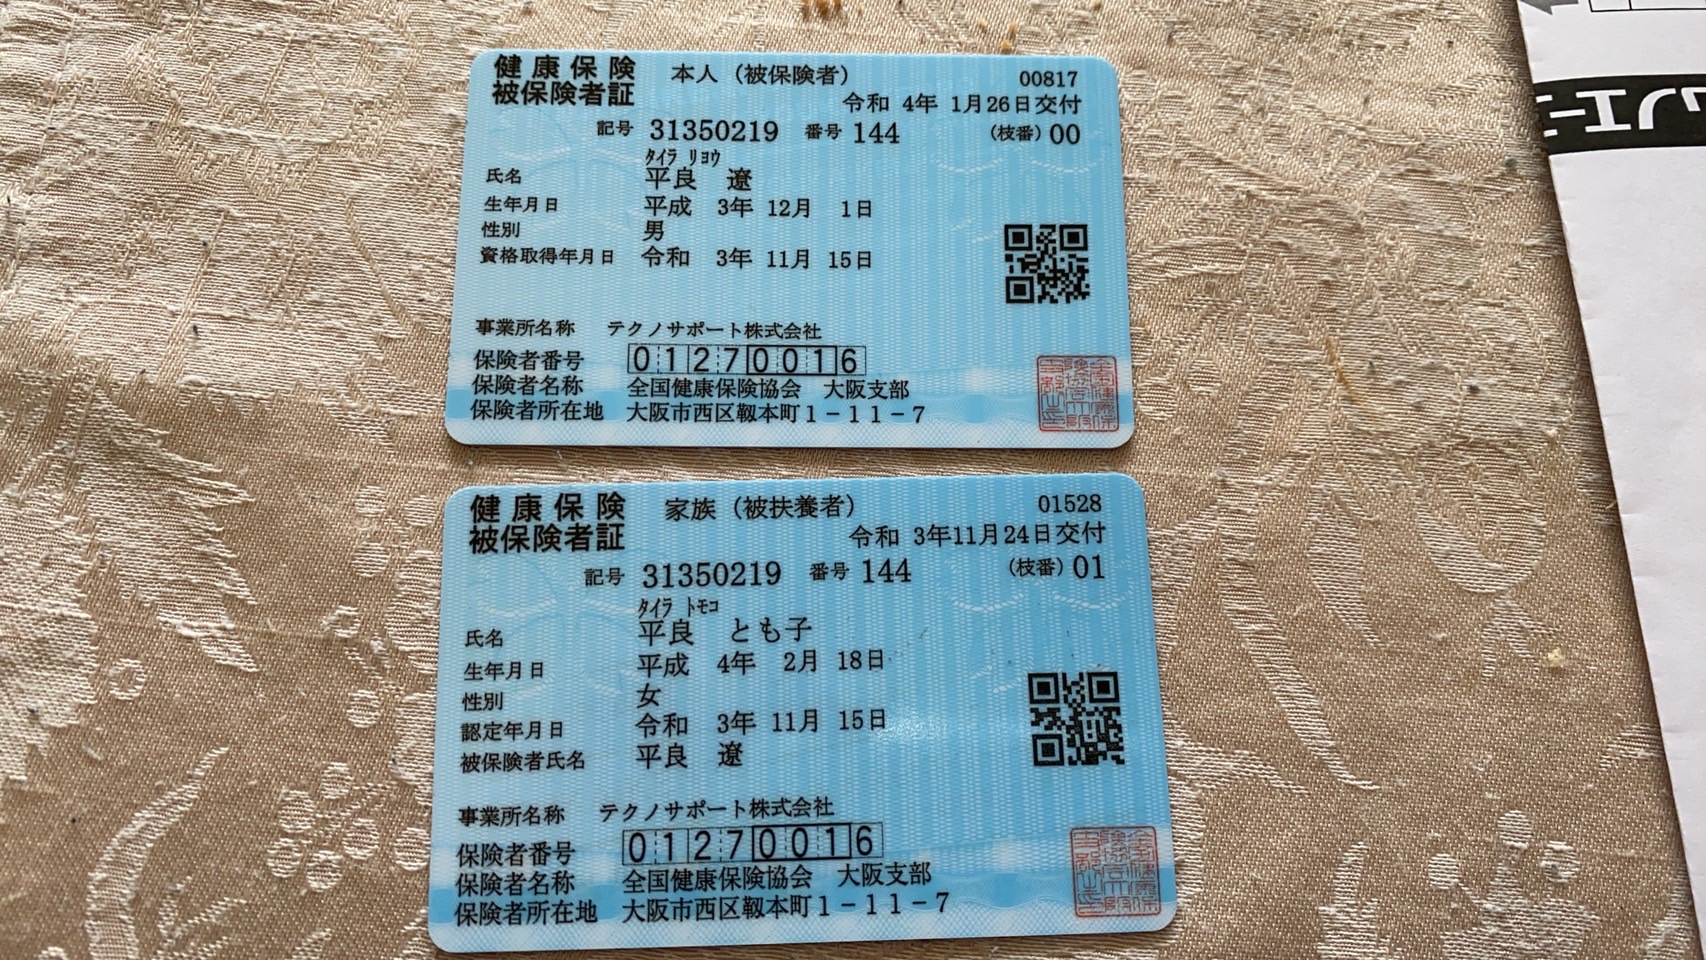 健康保険 本人（被保険者） 00817
被保険者証 令和 4年 1月26日交付
記号 31350219 番号 144 （枝番）00
ﾀｲﾗ ﾘﾖｳ
氏名 平良 遼
生年月日 平成 3年 12月 1日
性別 男
資格取得年月日 令和 3年 11月 15日
事業所名称 テクノサポート株式会社
保険者番号 01270016
保険者名称 全国健康保険協会 大阪支部
保険者所在地 大阪市西区靱本町１－１１－７
健康保険 家族（被扶養者） 01528
被保険者証 令和 3年11月24日交付
記号 31350219 番号 144 （枝番）01
ﾀｲﾗ ﾄﾓｺ
氏名 平良 とも子
生年月日 平成 4年 2月 18日
性別 女
認定年月日 令和 3年 11月 15日
被保険者氏名 平良 遼
事業所名称 テクノサポート株式会社
保険者番号 01270016
保険者名称 全国健康保険協会 大阪支部
保険者所在地 大阪市西区靱本町１－１１－７